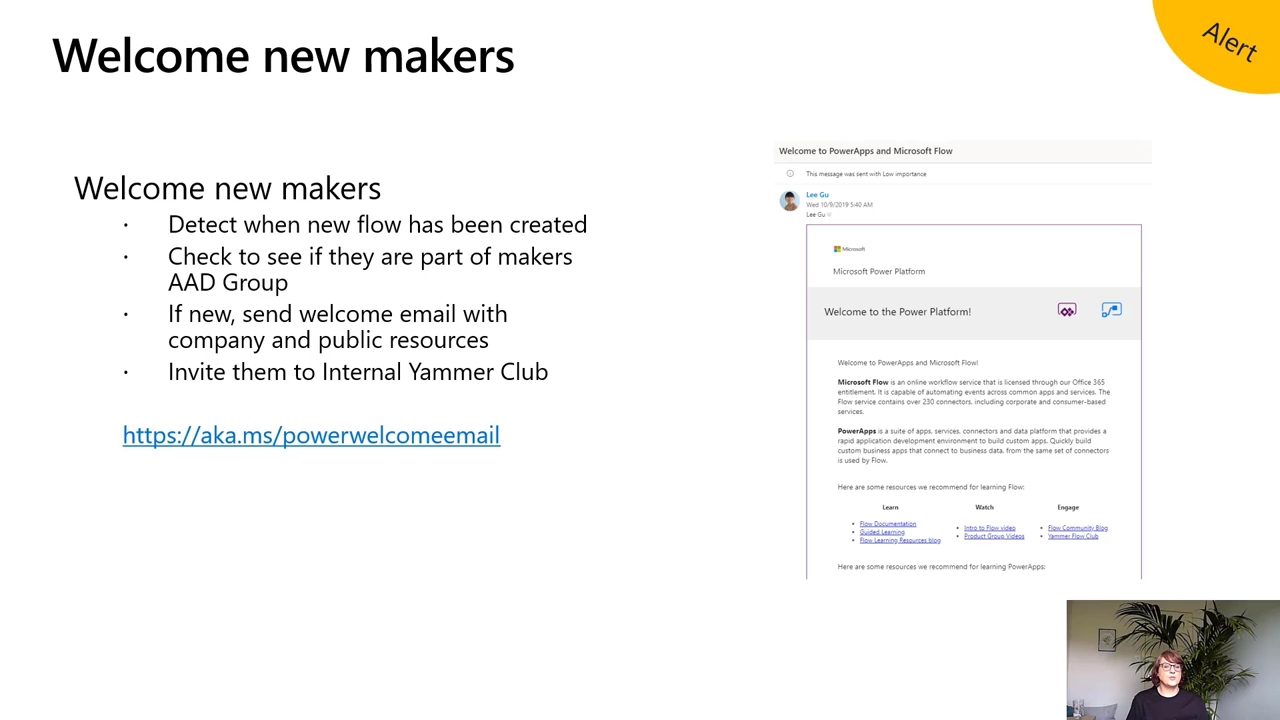 Welcome new makers
Alert
Welcome new makers
· Detect when new flow has been created
· Check to see if they are part of makers
AAD Group
· If new, send welcome email with
company and public resources
· Invite them to Internal Yammer Club
https://aka.ms/powerwelcomeemail
Welcome to PowerApps and Microsoft Flow
This message was sent with Low importance
Lee Gu
Wed 10/9/2019 5:40 AM
Lee Gu
Microsoft
Microsoft Power Platform
Welcome to the Power Platform!
Welcome to PowerApps and Microsoft Flow!
Microsoft Flow is an online workflow service that is licensed through our Office 365
entitlement. It is capable of automating events across common apps and services. The
Flow service contains over 230 connectors, including corporate and consumer-based
services.
PowerApps is a suite of apps, services, connectors and data platform that provides a
rapid application development environment to build custom apps. Quickly build
custom business apps that connect to business data, from the same set of connectors
is used by Flow.
Here are some resources we recommend for learning Flow:
Learn Watch Engage
• Flow Documentation
• Guided Learning
• Flow Learning Resources blog
• Intro to Flow video
• Product Group Videos
• Flow Community Blog
• Yammer Flow Club
Here are some resources we recommend for learning PowerApps: